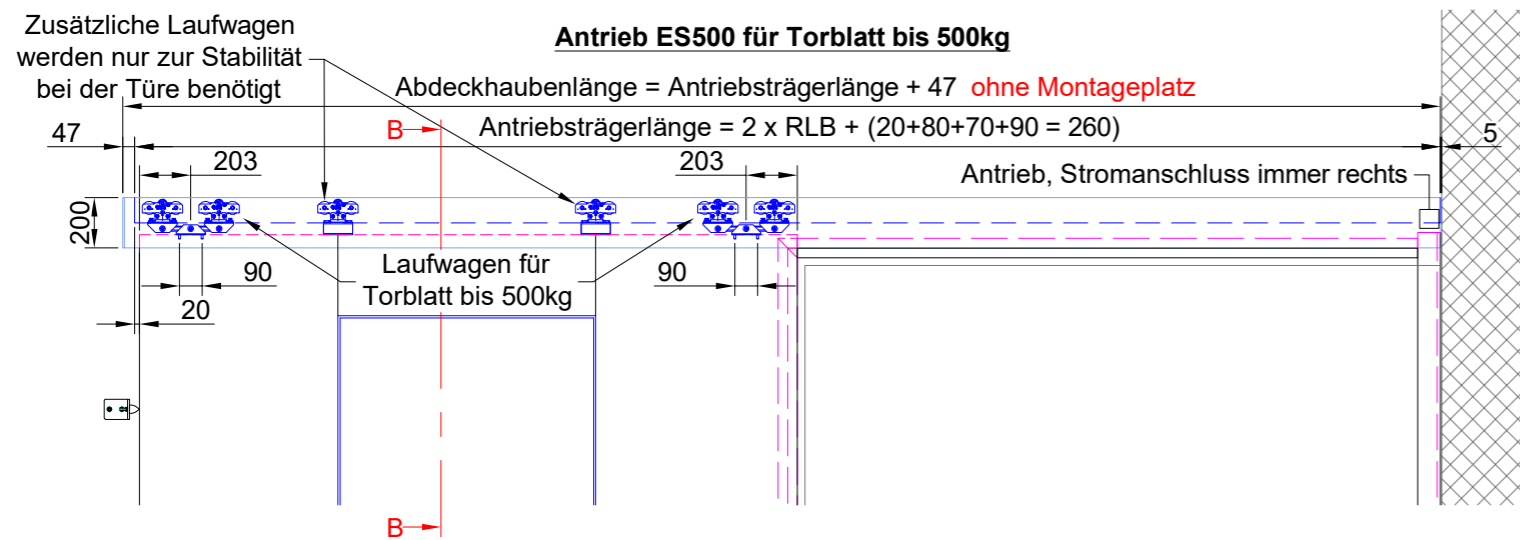 Zusätzliche Laufwagen
werden nur zur Stabilität
bei der Türe benötigt
Antrieb ES500 für Torblatt bis 500kg
Abdeckhaubenlänge = Antriebsträgerlänge + 47 ohne Montageplatz
B
Antriebsträgerlänge = 2 x RLB + (20+80+70+90 = 260)
47
5
203
203
Antrieb, Stromanschluss immer rechts
200
Laufwagen für
Torblatt bis 500kg
90
90
20
B